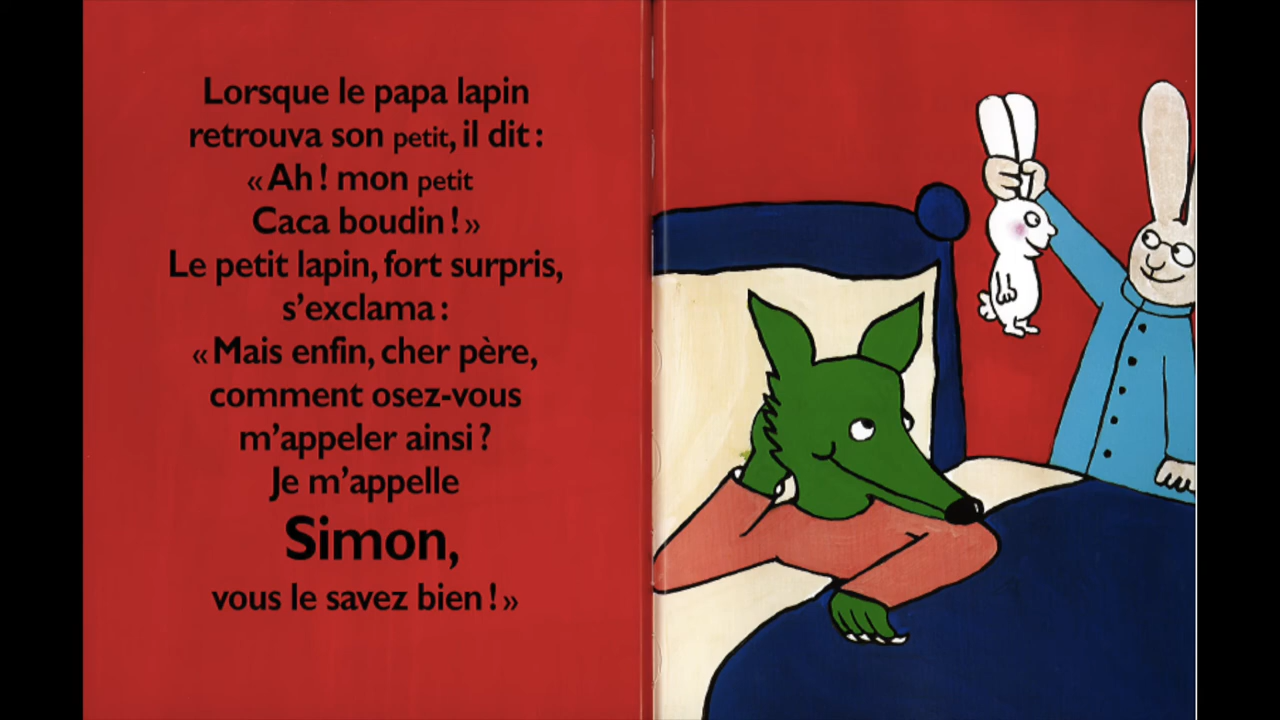 Lorsque le papa lapin
retrouva son petit, il dit :
« Ah ! mon petit
Caca boudin ! »
Le petit lapin, fort surpris,
s'exclama :
« Mais enfin, cher père,
comment osez-vous
m'appeler ainsi ?
Je m'appelle
Simon,
vous le savez bien ! »